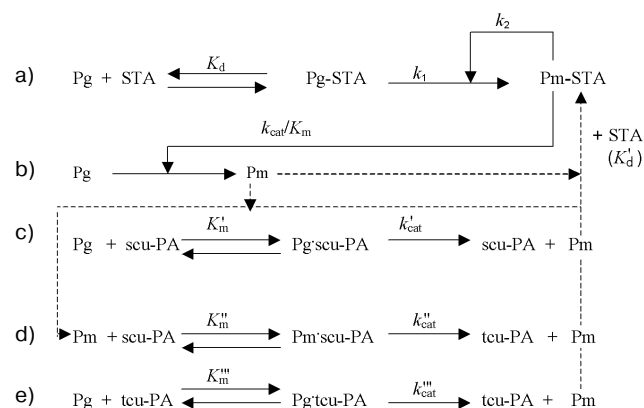 k2
a) Pg + STA Kd Pg-STA k1 Pm-STA
kcat/Km
+ STA
(K'd)
b) Pg Pm
c) Pg + scu-PA K'm Pg·scu-PA k'cat scu-PA + Pm
d) Pm + scu-PA K''m Pm·scu-PA k''cat tcu-PA + Pm
e) Pg + tcu-PA K'''m Pg·tcu-PA k'''cat tcu-PA + Pm